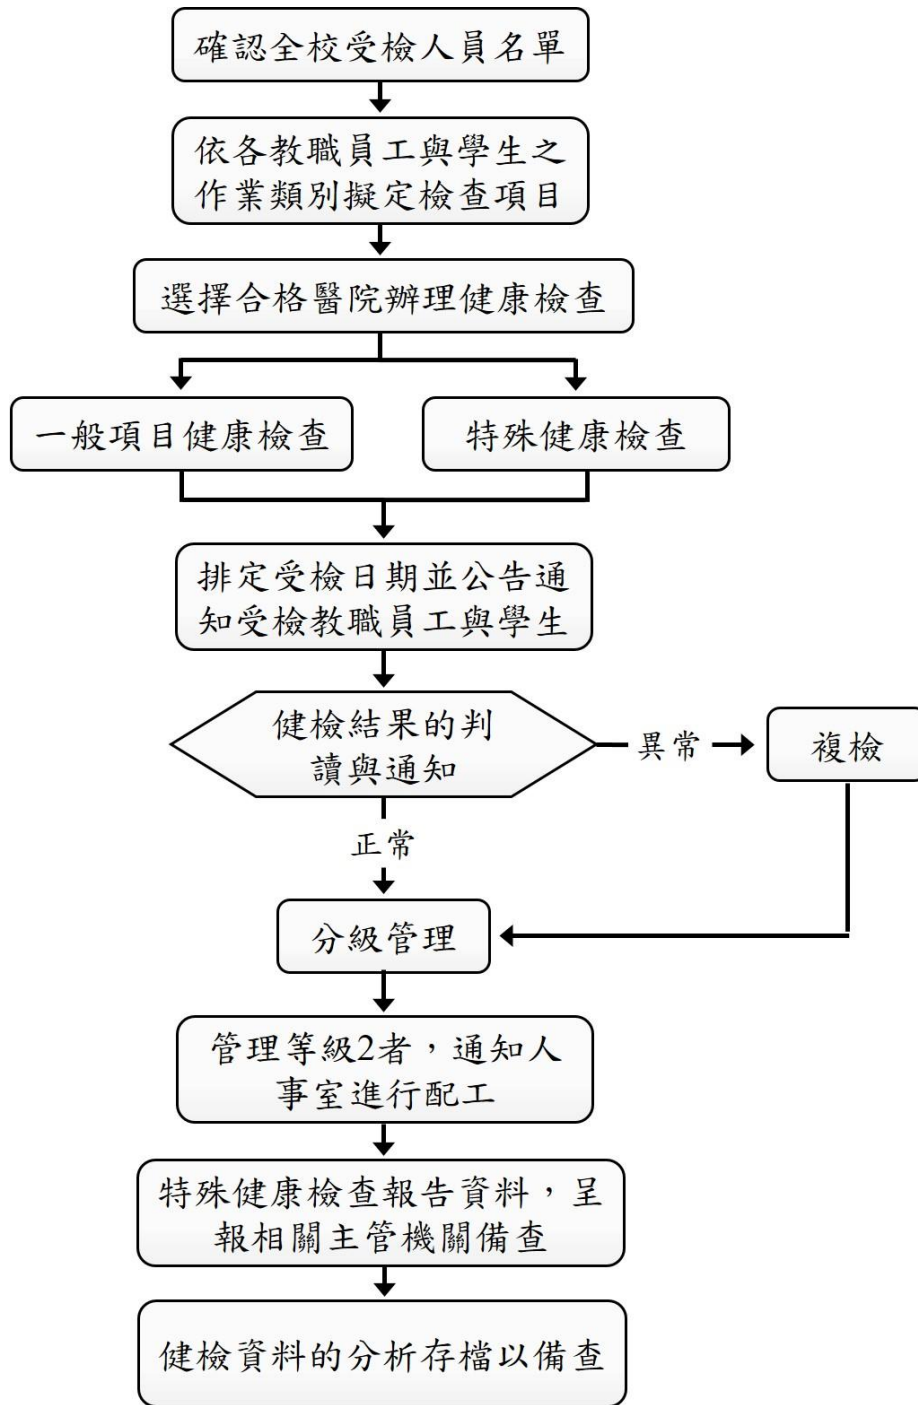 確認全校受檢人員名單
依各教職員工與學生之
作業類別擬定檢查項目
選擇合格醫院辦理健康檢查
一般項目健康檢查
特殊健康檢查
排定受檢日期並公告通
知受檢教職員工與學生
健檢結果的判
讀與通知
異常
複檢
正常
分級管理
管理等級2者，通知人
事室進行配工
特殊健康檢查報告資料，呈
報相關主管機關備查
健檢資料的分析存檔以備查